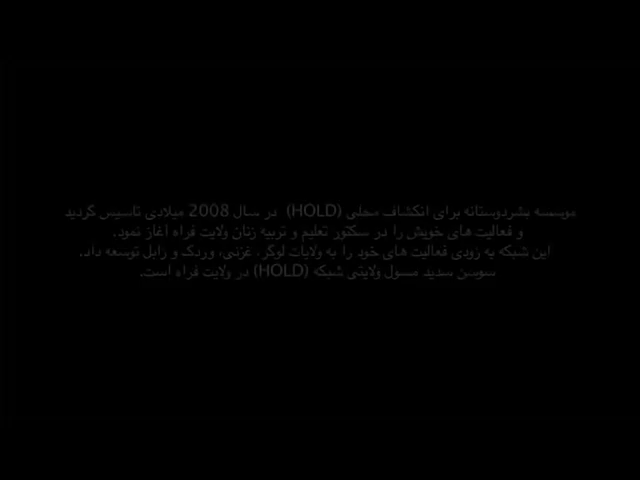 موسسه بشردوستانه برای انکشاف محلی (HOLD) در سال 2008 میلادی تاسیس گردید
و فعالیت های خویش را در سکتور تعلیم و تربیه زنان ولایت فراه آغاز نمود.
این شبکه به زودی فعالیت های خود را به ولایات لوگر، غزنی، وردک و زابل توسعه داد.
سوسن سدید مسول ولایتی شبکه (HOLD) در ولایت فراه است.